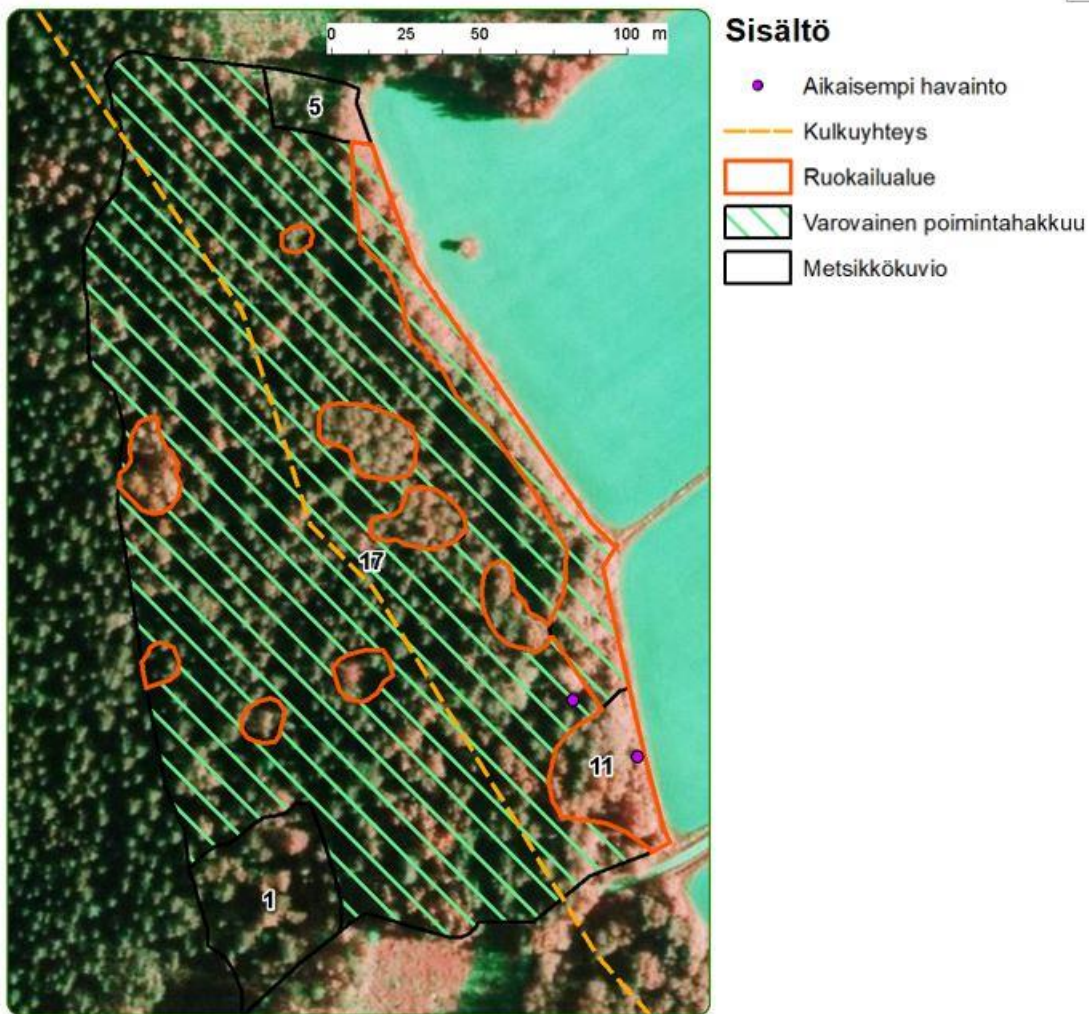 0 25 50 100 m
5
17
11
1
Sisältö
Aikaisempi havainto
Kulkuyhteys
Ruokailualue
Varovainen poimintahakkuu
Metsikkökuvio